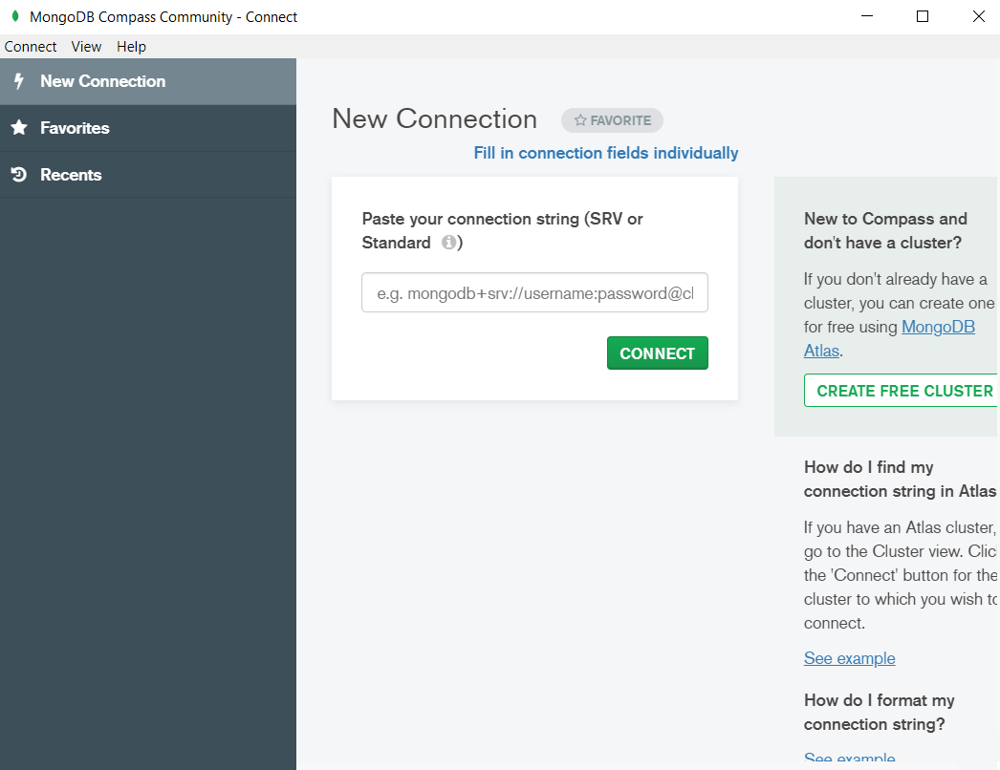 MongoDB Compass Community - Connect
Connect View Help
New Connection
Favorites
Recents
New Connection
FAVORITE
Fill in connection fields individually
Paste your connection string (SRV or
Standard )
e.g. mongodb+srv://username:password@cl
CONNECT
New to Compass and
don't have a cluster?
If you don't already have a
cluster, you can create one
for free using MongoDB
Atlas.
CREATE FREE CLUSTER
How do I find my
connection string in Atlas
If you have an Atlas cluster,
go to the Cluster view. Clic
the 'Connect' button for the
cluster to which you wish to
connect.
See example
How do I format my
connection string?
See example